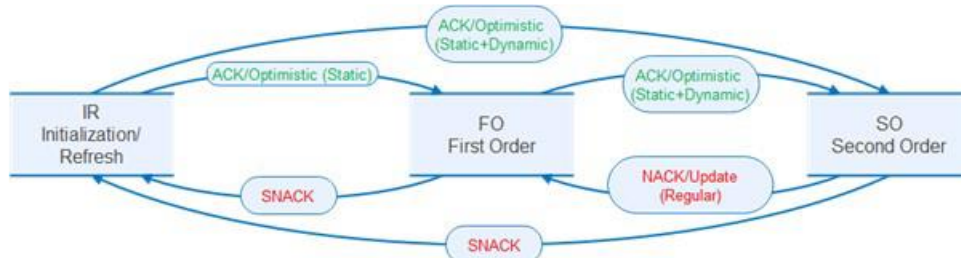 ACK/Optimistic
(Static+Dynamic)
ACK/Optimistic (Static)
ACK/Optimistic
(Static+Dynamic)
IR
Initialization/
Refresh
FO
First Order
SO
Second Order
SNACK
NACK/Update
(Regular)
SNACK